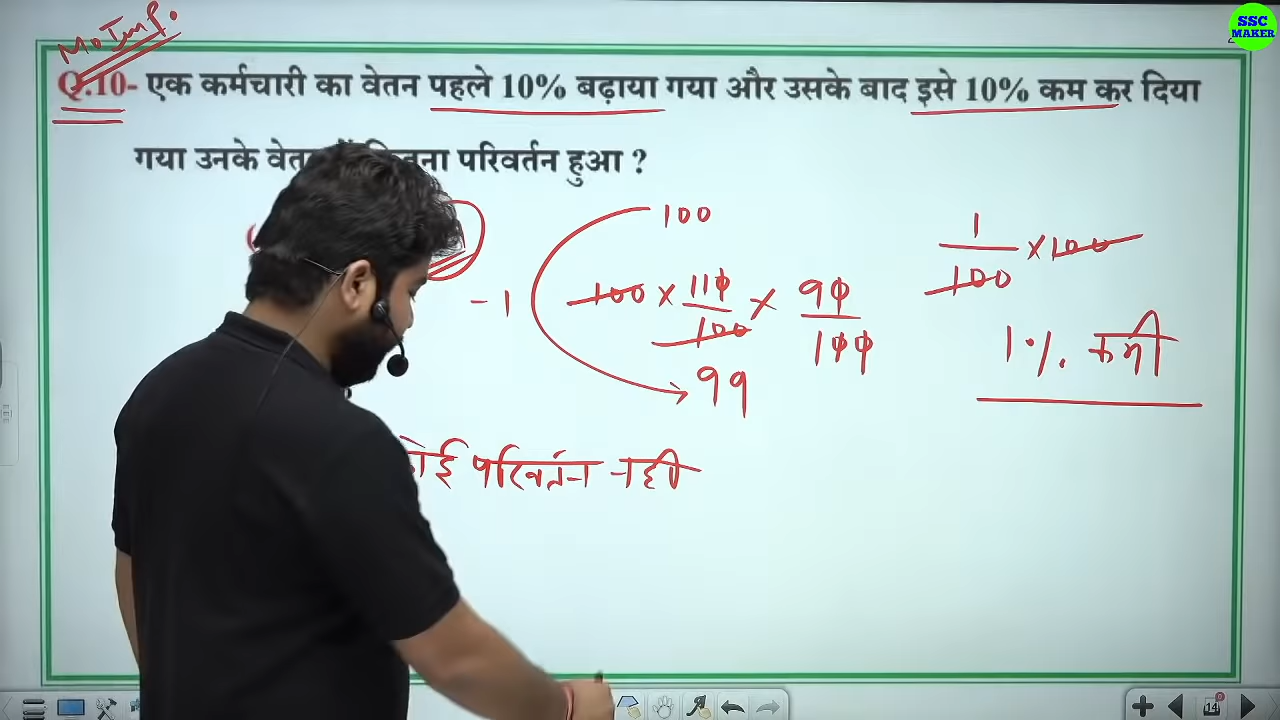 Mo Imp.
SSC
MAKER
Q.10- एक कर्मचारी का वेतन पहले 10% बढ़ाया गया और उसके बाद इसे 10% कम कर दिया
गया उनके परिवर्तन हुआ ?
100
- 1
100 × 110/100 × 90/100
99
1/100 × 100
1 % कमी
परिवर्तन नही
14